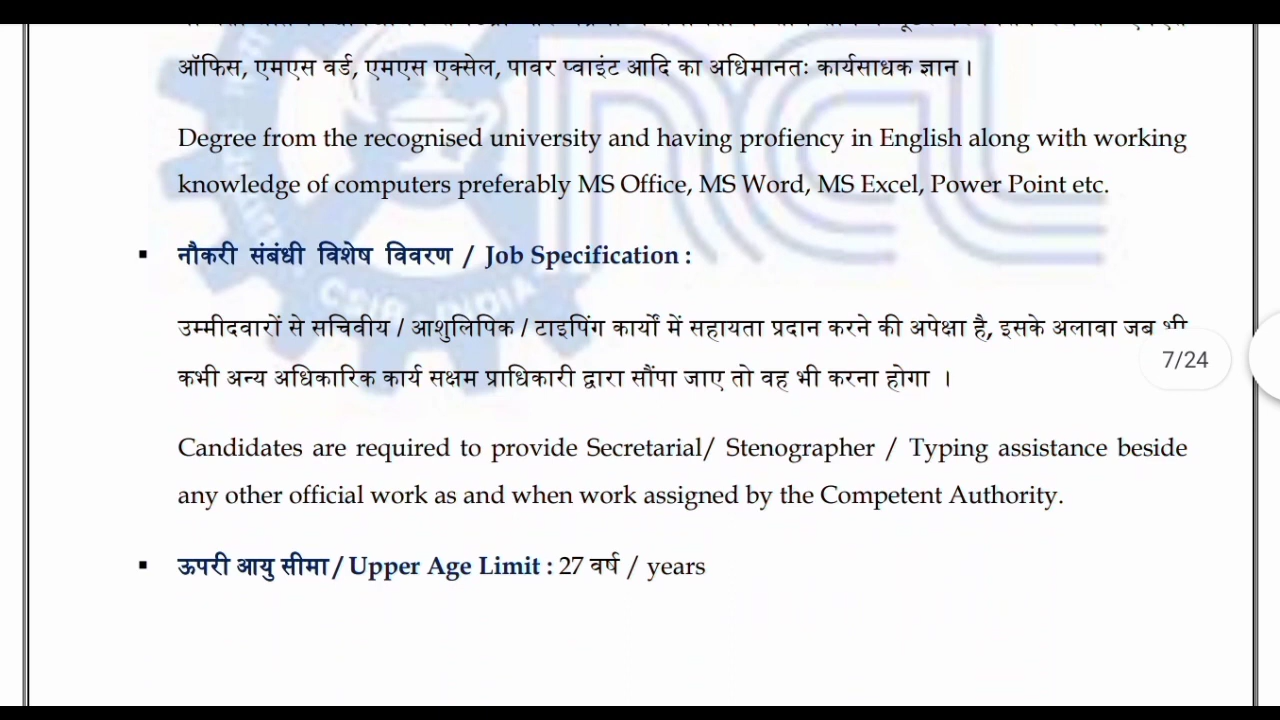 ऑफिस, एमएस वर्ड, एमएस एक्सेल, पावर प्वाइंट आदि का अधिमानतः कार्यसाधक ज्ञान ।
Degree from the recognised university and having profiency in English along with working
knowledge of computers preferably MS Office, MS Word, MS Excel, Power Point etc.
▪ नौकरी संबंधी विशेष विवरण / Job Specification :
उम्मीदवारों से सचिवीय / आशुलिपिक / टाइपिंग कार्यों में सहायता प्रदान करने की अपेक्षा है, इसके अलावा जब भी
7/24
कभी अन्य अधिकारिक कार्य सक्षम प्राधिकारी द्वारा सौंपा जाए तो वह भी करना होगा ।
Candidates are required to provide Secretarial/ Stenographer / Typing assistance beside
any other official work as and when work assigned by the Competent Authority.
▪ ऊपरी आयु सीमा/ Upper Age Limit : 27 वर्ष / years
CSIR-INDIA
ncl